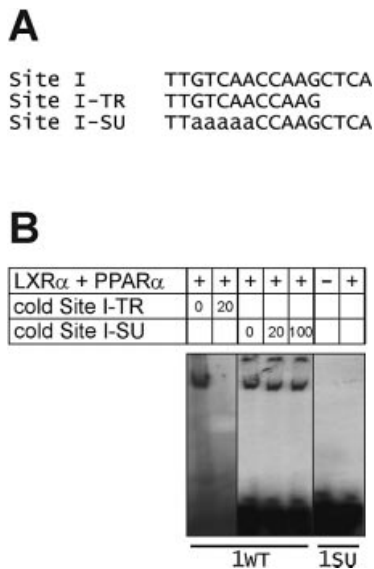 A
Site I TTGTCAACCAAGCTCA
Site I-TR TTGTCAACCAAG
Site I-SU TTaaaaaCCAAGCTCA
B
LXRα + PPARα + + + + + − +
cold Site I-TR 0 20
cold Site I-SU 0 20 100
1WT 1SU